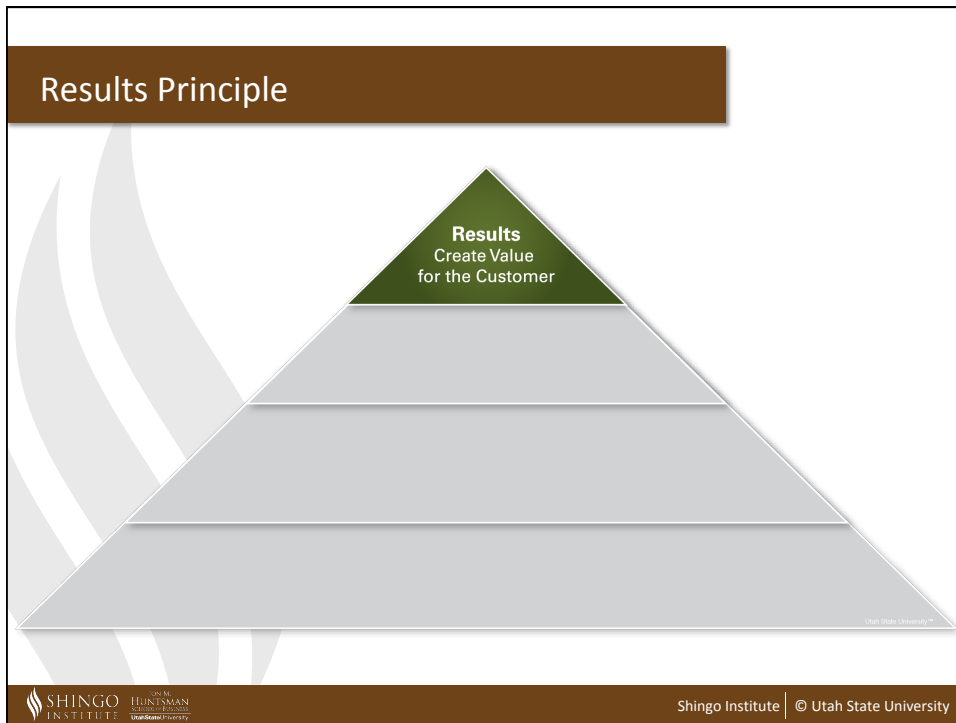 Results Principle
Results
Create Value
for the Customer
Utah State University™
SHINGO
INSTITUTE
JON M.
HUNTSMAN
SCHOOL OF BUSINESS
UtahStateUniversity
Shingo Institute
© Utah State University